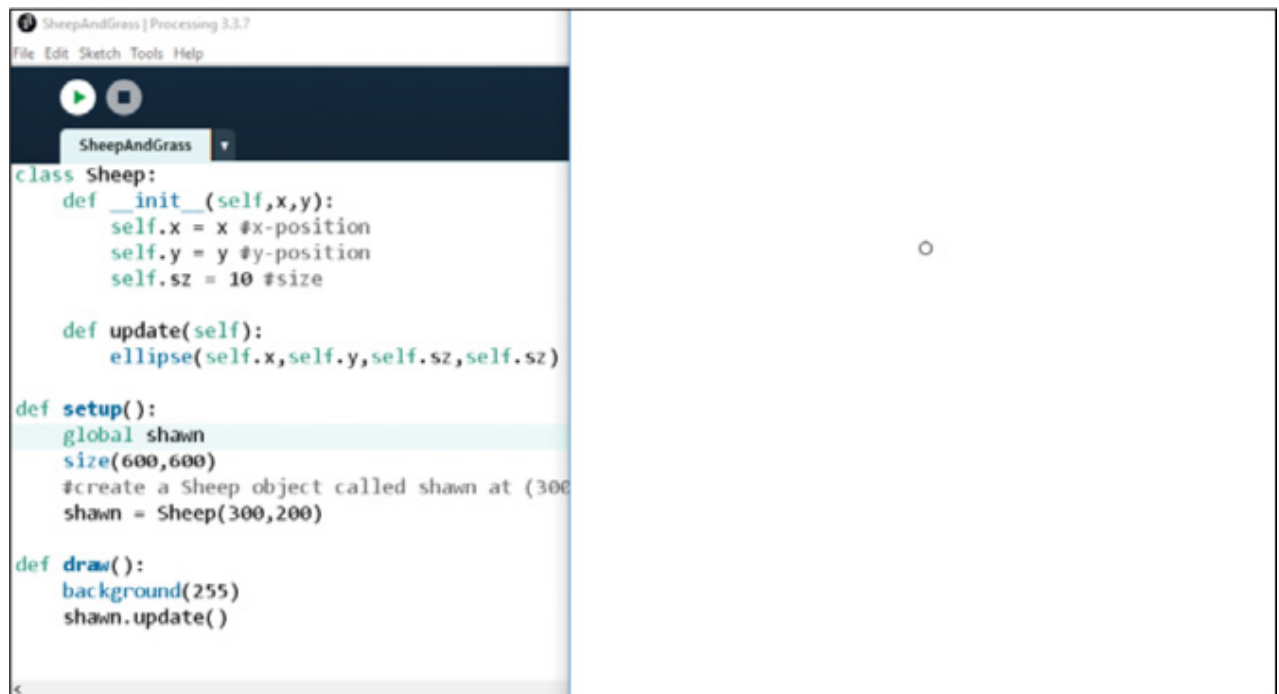 SheepAndGrass | Processing 3.3.7
File Edit Sketch Tools Help
SheepAndGrass
class Sheep:
    def __init__(self,x,y):
        self.x = x #x-position
        self.y = y #y-position
        self.sz = 10 #size
    def update(self):
        ellipse(self.x,self.y,self.sz,self.sz)
def setup():
    global shawn
    size(600,600)
    #create a Sheep object called shawn at (300
    shawn = Sheep(300,200)
def draw():
    background(255)
    shawn.update()